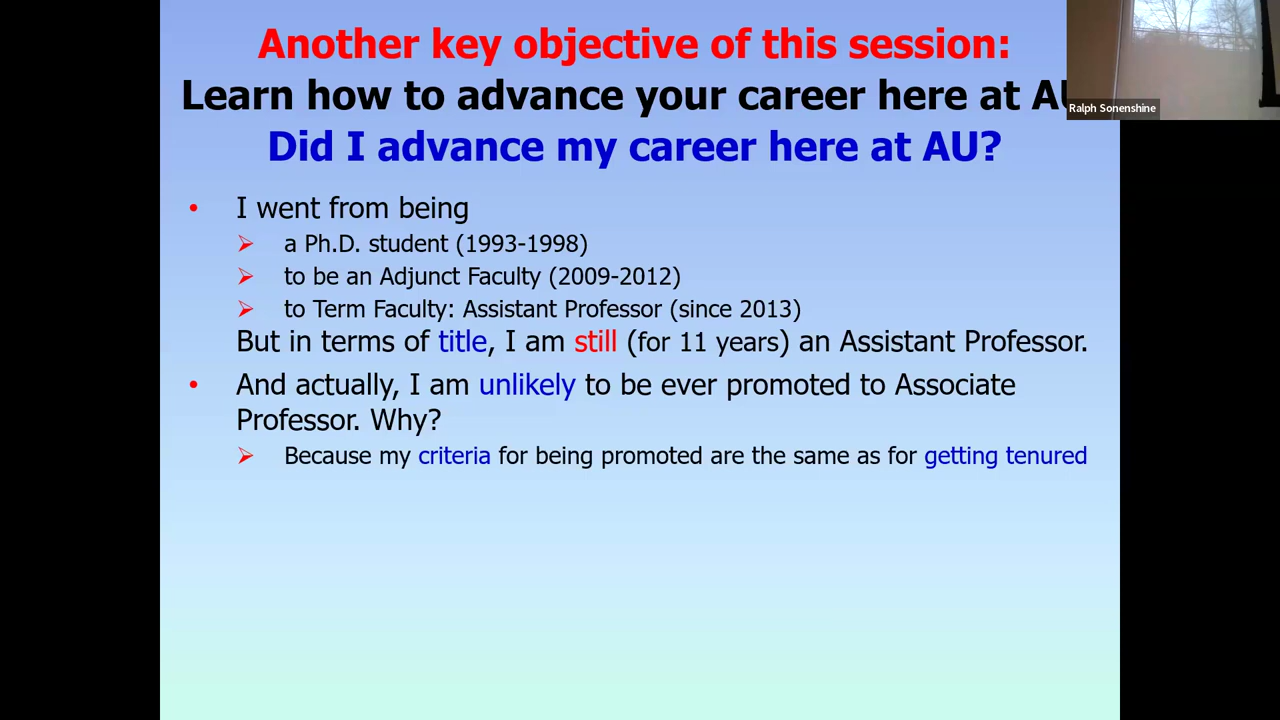 Another key objective of this session:
Learn how to advance your career here at AU
Ralph Sonenshine
Did I advance my career here at AU?
• I went from being
➢ a Ph.D. student (1993-1998)
➢ to be an Adjunct Faculty (2009-2012)
➢ to Term Faculty: Assistant Professor (since 2013)
But in terms of title, I am still (for 11 years) an Assistant Professor.
• And actually, I am unlikely to be ever promoted to Associate
Professor. Why?
➢ Because my criteria for being promoted are the same as for getting tenured